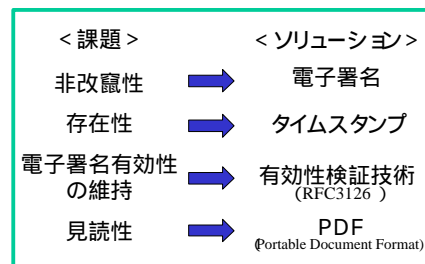 <課題>
<ソリューション>
非改竄性
電子署名
存在性
タイムスタンプ
電子署名有効性
の維持
有効性検証技術
(RFC3126 )
見読性
PDF
(Portable Document Format)